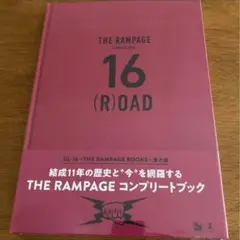 THE RAMPAGE
16
(R)OAD
結成11年の歴史と"今"を網羅する
THE RAMPAGE コンプリートブック